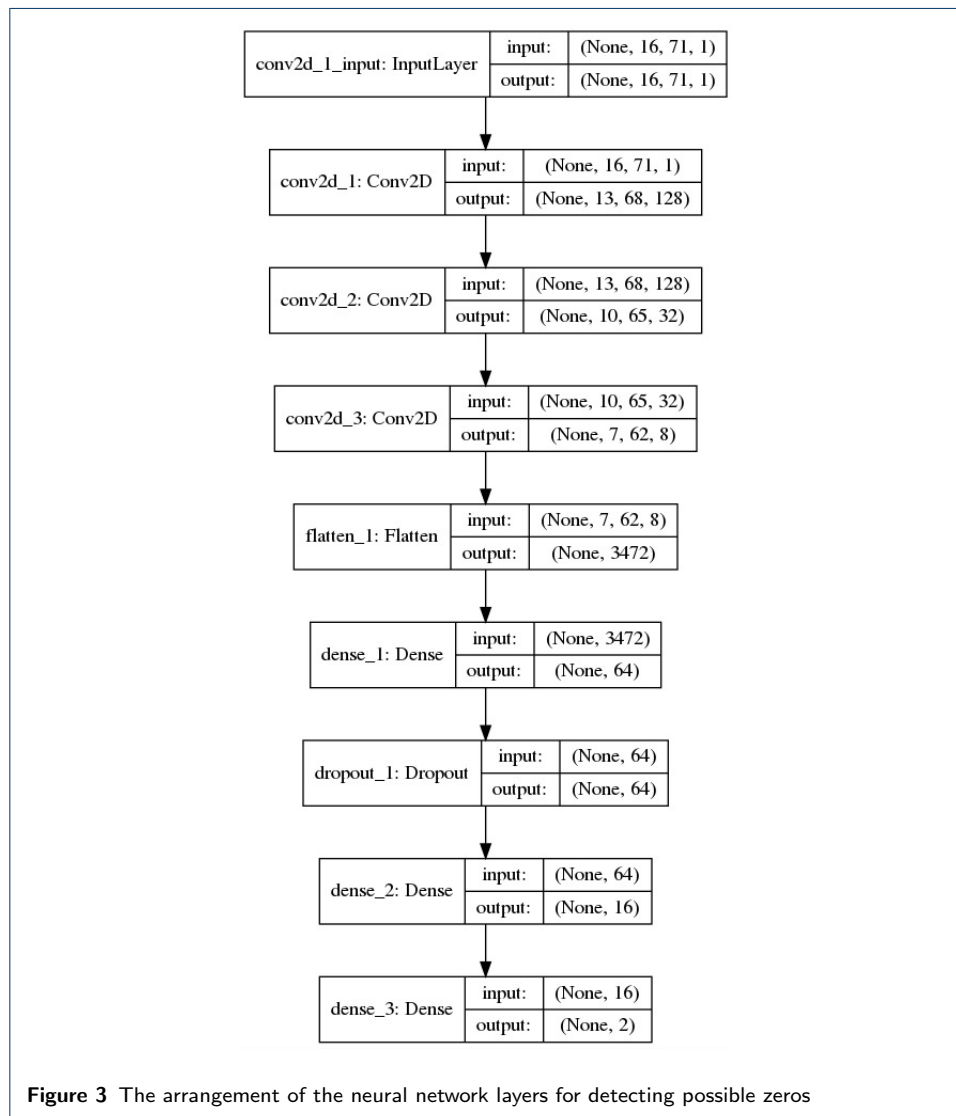 conv2d_1_input: InputLayer
input: (None, 16, 71, 1)
output: (None, 16, 71, 1)
conv2d_1: Conv2D
input: (None, 16, 71, 1)
output: (None, 13, 68, 128)
conv2d_2: Conv2D
input: (None, 13, 68, 128)
output: (None, 10, 65, 32)
conv2d_3: Conv2D
input: (None, 10, 65, 32)
output: (None, 7, 62, 8)
flatten_1: Flatten
input: (None, 7, 62, 8)
output: (None, 3472)
dense_1: Dense
input: (None, 3472)
output: (None, 64)
dropout_1: Dropout
input: (None, 64)
output: (None, 64)
dense_2: Dense
input: (None, 64)
output: (None, 16)
dense_3: Dense
input: (None, 16)
output: (None, 2)
Figure 3 The arrangement of the neural network layers for detecting possible zeros